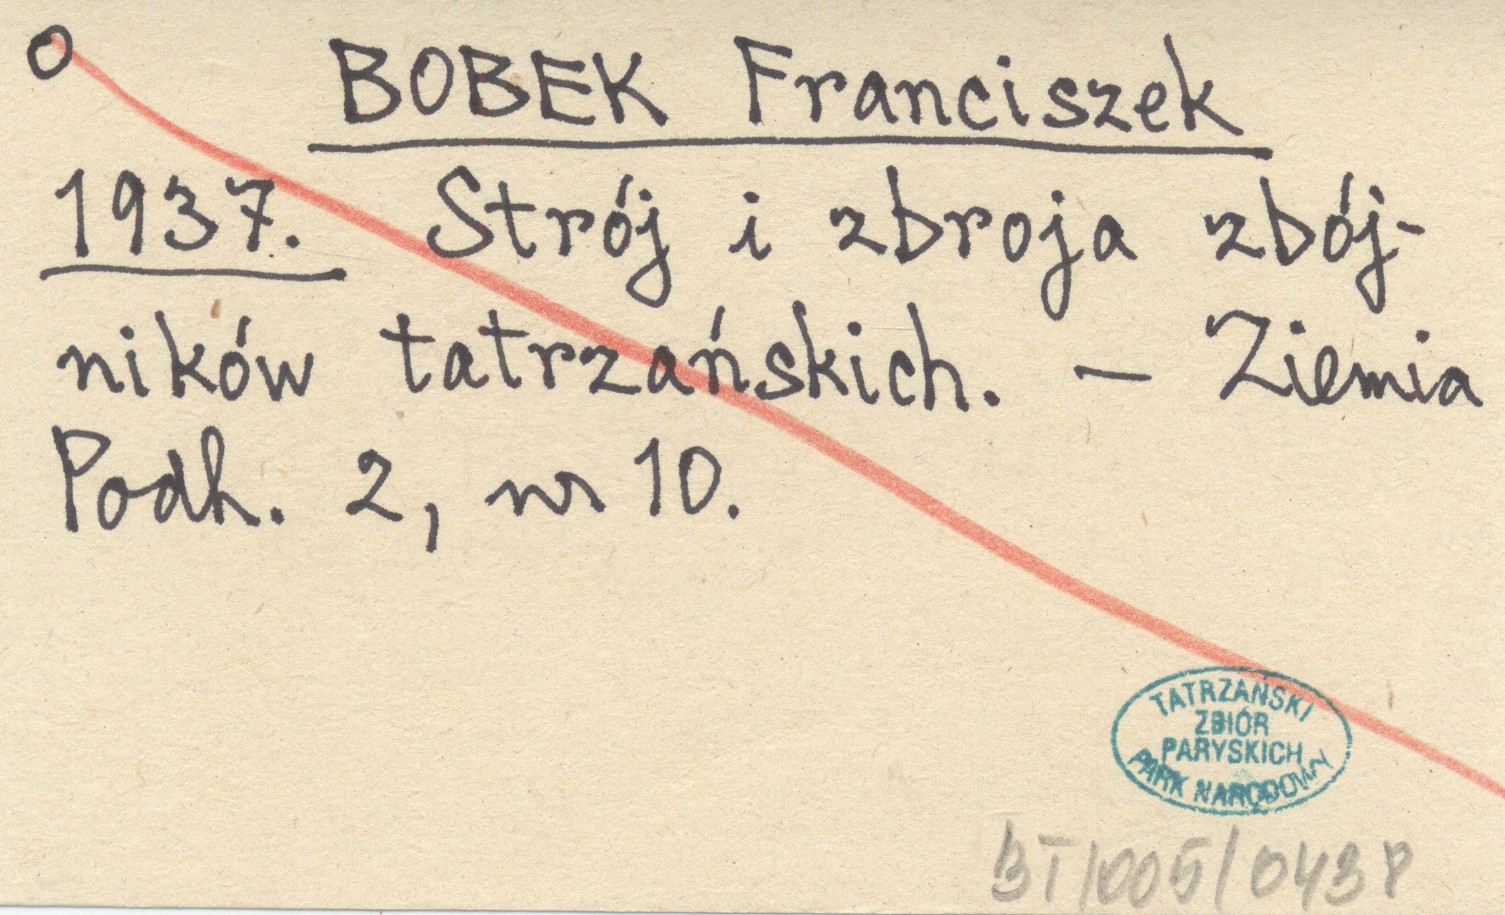 o BOBEK Franciszek
1937. Strój i zbroja zbój-
ników tatrzańskich. — Ziemia
Podh. 2, nr 10.
TATRZAŃSKI
ZBIÓR
PARYSKICH
PARK NARODOWY
BT/005/0438